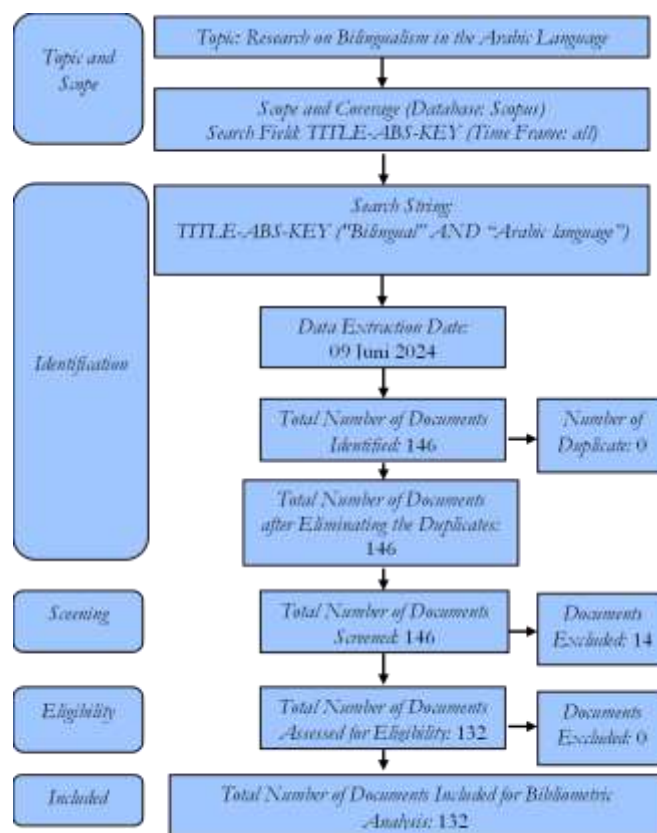 Topic and
Scope
Topic: Research on Bilingualism in the Arabic Language
Scope and Coverage (Database: Scopus)
Search Field: TITLE-ABS-KEY (Time Frame: all)
Identification
Search String:
TITLE-ABS-KEY ("Bilingual" AND “Arabic language”)
Data Extraction Date:
09 Juni 2024
Total Number of Documents
Identified: 146
Number of
Duplicate: 0
Total Number of Documents
after Eliminating the Duplicates:
146
Sceening
Total Number of Documents
Screened: 146
Documents
Excluded: 14
Eligibility
Total Number of Documents
Assessed for Eligibility: 132
Documents
Excluded: 0
Included
Total Number of Documents Included for Bibliometric
Analysis: 132